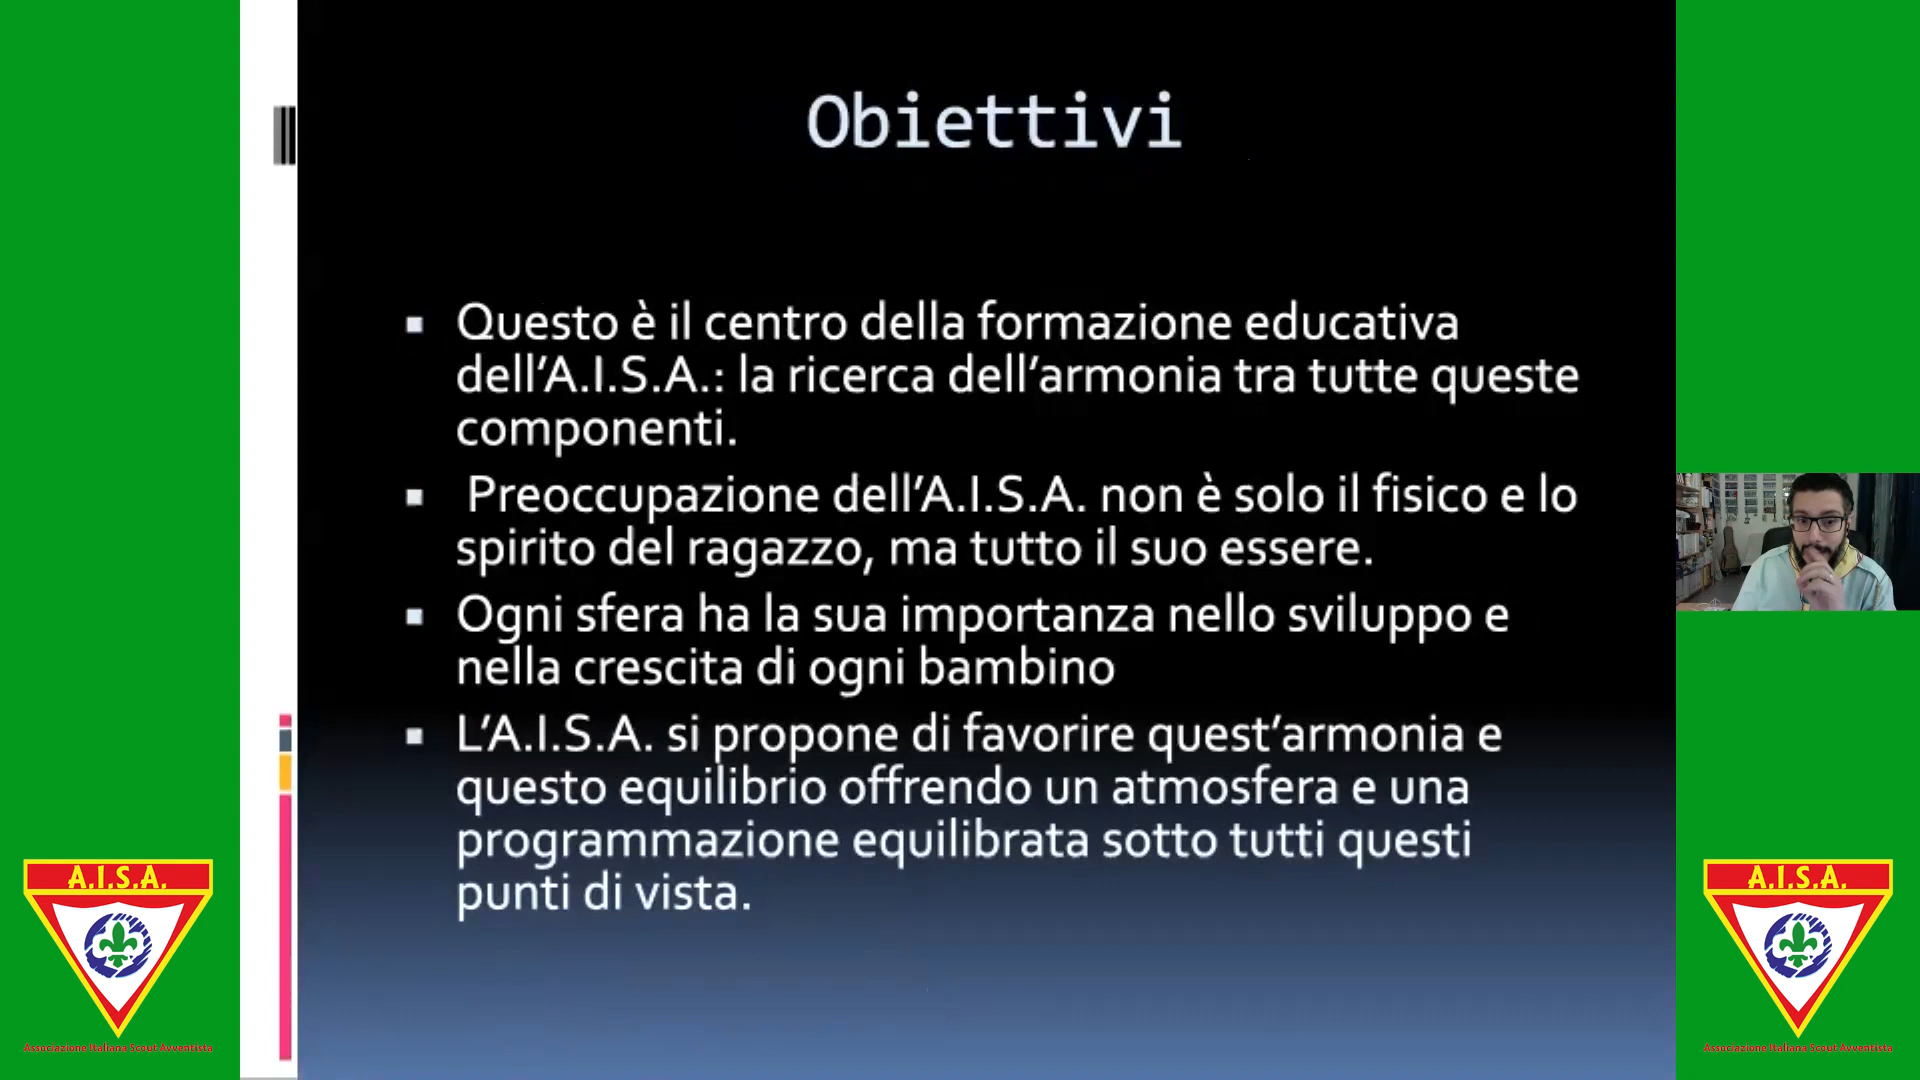 Obiettivi
Questo è il centro della formazione educativa
dell'A.I.S.A.: la ricerca dell'armonia tra tutte queste
componenti.
Preoccupazione dell'A.I.S.A. non è solo il fisico e lo
spirito del ragazzo, ma tutto il suo essere.
Ogni sfera ha la sua importanza nello sviluppo e
nella crescita di ogni bambino
L'A.I.S.A. si propone di favorire quest'armonia e
questo equilibrio offrendo un atmosfera e una
programmazione equilibrata sotto tutti questi
punti di vista.
A.I.S.A.
Associazione Italiana Scout Avventista
A.I.S.A.
Associazione Italiana Scout Avventista